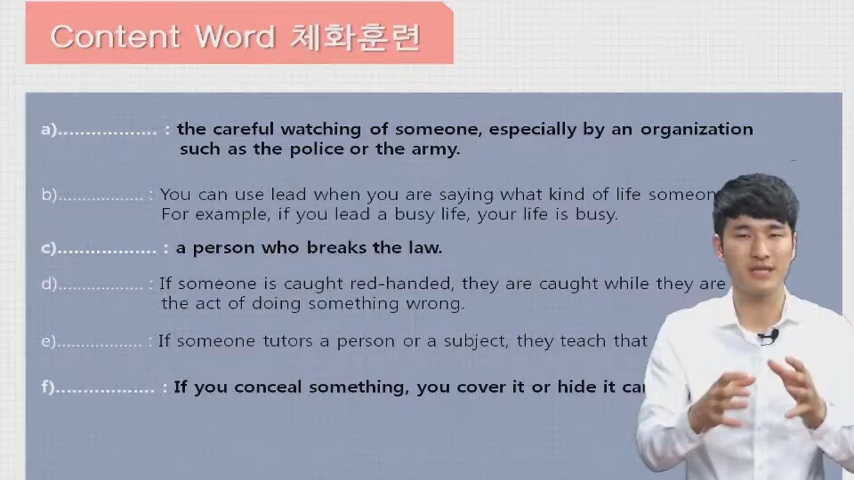 Content Word 체화훈련
a).................. : the careful watching of someone, especially by an organization
such as the police or the army.
b).................. : You can use lead when you are saying what kind of life
For example, if you lead a busy life, your life is busy.
c).................. : a person who breaks the law.
d).................. : If someone is caught red-handed, they are caught while they are
the act of doing something wrong.
e).................. : If someone tutors a person or a subject, they teach that
f).................. : If you conceal something, you cover it or hide it